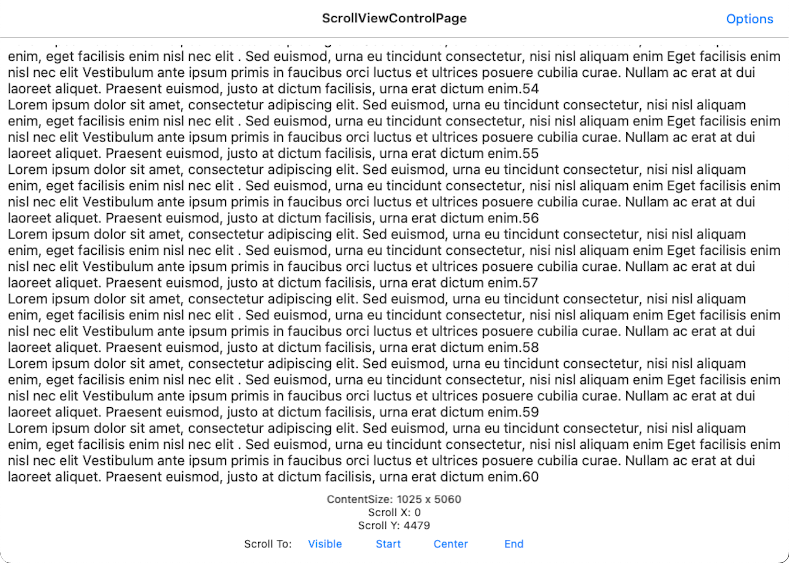 ScrollViewControlPage
Options
enim, eget facilisis enim nisl nec elit . Sed euismod, urna eu tincidunt consectetur, nisi nisl aliquam enim Eget facilisis enim
nisl nec elit Vestibulum ante ipsum primis in faucibus orci luctus et ultrices posuere cubilia curae. Nullam ac erat at dui
laoreet aliquet. Praesent euismod, justo at dictum facilisis, urna erat dictum enim.54
Lorem ipsum dolor sit amet, consectetur adipiscing elit. Sed euismod, urna eu tincidunt consectetur, nisi nisl aliquam
enim, eget facilisis enim nisl nec elit . Sed euismod, urna eu tincidunt consectetur, nisi nisl aliquam enim Eget facilisis enim
nisl nec elit Vestibulum ante ipsum primis in faucibus orci luctus et ultrices posuere cubilia curae. Nullam ac erat at dui
laoreet aliquet. Praesent euismod, justo at dictum facilisis, urna erat dictum enim.55
Lorem ipsum dolor sit amet, consectetur adipiscing elit. Sed euismod, urna eu tincidunt consectetur, nisi nisl aliquam
enim, eget facilisis enim nisl nec elit . Sed euismod, urna eu tincidunt consectetur, nisi nisl aliquam enim Eget facilisis enim
nisl nec elit Vestibulum ante ipsum primis in faucibus orci luctus et ultrices posuere cubilia curae. Nullam ac erat at dui
laoreet aliquet. Praesent euismod, justo at dictum facilisis, urna erat dictum enim.56
Lorem ipsum dolor sit amet, consectetur adipiscing elit. Sed euismod, urna eu tincidunt consectetur, nisi nisl aliquam
enim, eget facilisis enim nisl nec elit . Sed euismod, urna eu tincidunt consectetur, nisi nisl aliquam enim Eget facilisis enim
nisl nec elit Vestibulum ante ipsum primis in faucibus orci luctus et ultrices posuere cubilia curae. Nullam ac erat at dui
laoreet aliquet. Praesent euismod, justo at dictum facilisis, urna erat dictum enim.57
Lorem ipsum dolor sit amet, consectetur adipiscing elit. Sed euismod, urna eu tincidunt consectetur, nisi nisl aliquam
enim, eget facilisis enim nisl nec elit . Sed euismod, urna eu tincidunt consectetur, nisi nisl aliquam enim Eget facilisis enim
nisl nec elit Vestibulum ante ipsum primis in faucibus orci luctus et ultrices posuere cubilia curae. Nullam ac erat at dui
laoreet aliquet. Praesent euismod, justo at dictum facilisis, urna erat dictum enim.58
Lorem ipsum dolor sit amet, consectetur adipiscing elit. Sed euismod, urna eu tincidunt consectetur, nisi nisl aliquam
enim, eget facilisis enim nisl nec elit . Sed euismod, urna eu tincidunt consectetur, nisi nisl aliquam enim Eget facilisis enim
nisl nec elit Vestibulum ante ipsum primis in faucibus orci luctus et ultrices posuere cubilia curae. Nullam ac erat at dui
laoreet aliquet. Praesent euismod, justo at dictum facilisis, urna erat dictum enim.59
Lorem ipsum dolor sit amet, consectetur adipiscing elit. Sed euismod, urna eu tincidunt consectetur, nisi nisl aliquam
enim, eget facilisis enim nisl nec elit . Sed euismod, urna eu tincidunt consectetur, nisi nisl aliquam enim Eget facilisis enim
nisl nec elit Vestibulum ante ipsum primis in faucibus orci luctus et ultrices posuere cubilia curae. Nullam ac erat at dui
laoreet aliquet. Praesent euismod, justo at dictum facilisis, urna erat dictum enim.60
ContentSize: 1025 x 5060
Scroll X: 0
Scroll Y: 4479
Scroll To: Visible Start Center End